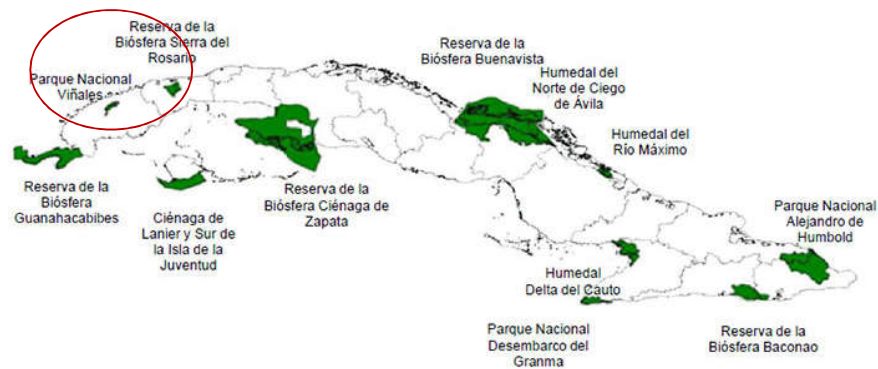 Reserva de la
Biósfera Sierra del
Rosario
Parque Nacional
Viñales
Reserva de la
Biósfera Buenavista
Humedal del
Norte de Ciego
de Ávila
Humedal del
Río Máximo
Reserva de la
Biósfera
Guanahacabibes
Ciénaga de
Lanier y Sur de
la Isla de la
Juventud
Reserva de la
Biósfera Ciénaga de
Zapata
Parque Nacional
Alejandro de
Humbold
Humedal
Delta del Cauto
Parque Nacional
Desembarco del
Granma
Reserva de la
Biósfera Baconao